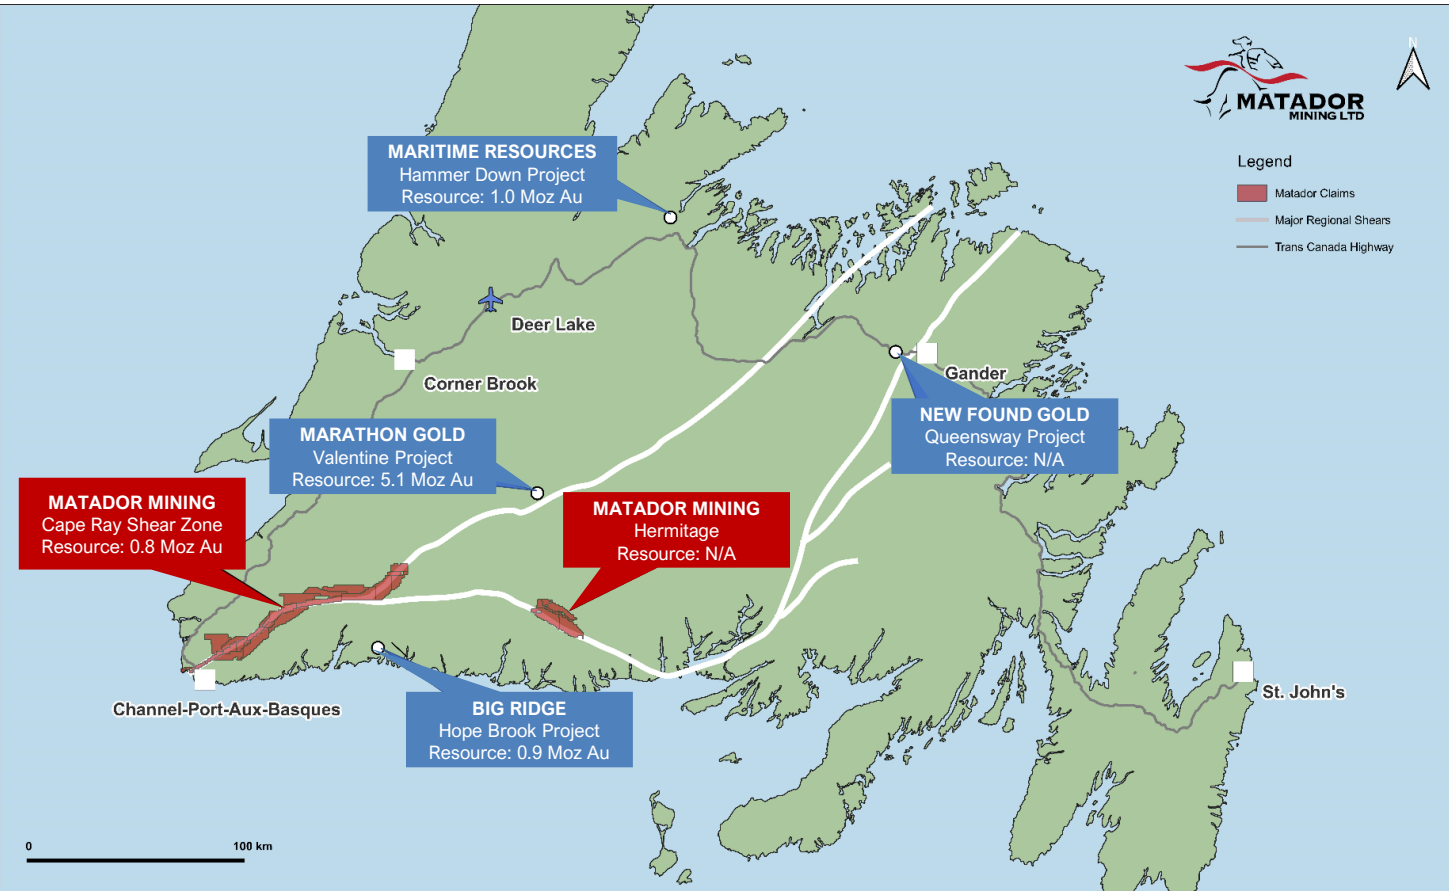 N
MATADOR
MINING LTD
Legend
Matador Claims
Major Regional Shears
Trans Canada Highway
MARITIME RESOURCES
Hammer Down Project
Resource: 1.0 Moz Au
Deer Lake
Corner Brook
Gander
NEW FOUND GOLD
Queensway Project
Resource: N/A
MARATHON GOLD
Valentine Project
Resource: 5.1 Moz Au
MATADOR MINING
Cape Ray Shear Zone
Resource: 0.8 Moz Au
MATADOR MINING
Hermitage
Resource: N/A
Channel-Port-Aux-Basques
BIG RIDGE
Hope Brook Project
Resource: 0.9 Moz Au
St. John's
0
100 km